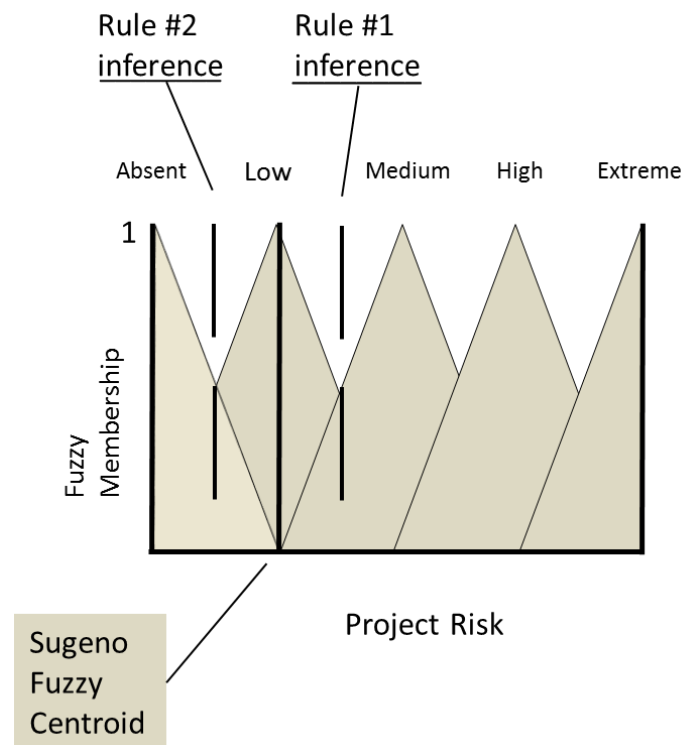 Rule #2
inference
Rule #1
inference
Absent
Low
Medium
High
Extreme
1
Fuzzy
Membership
Project Risk
Sugeno
Fuzzy
Centroid